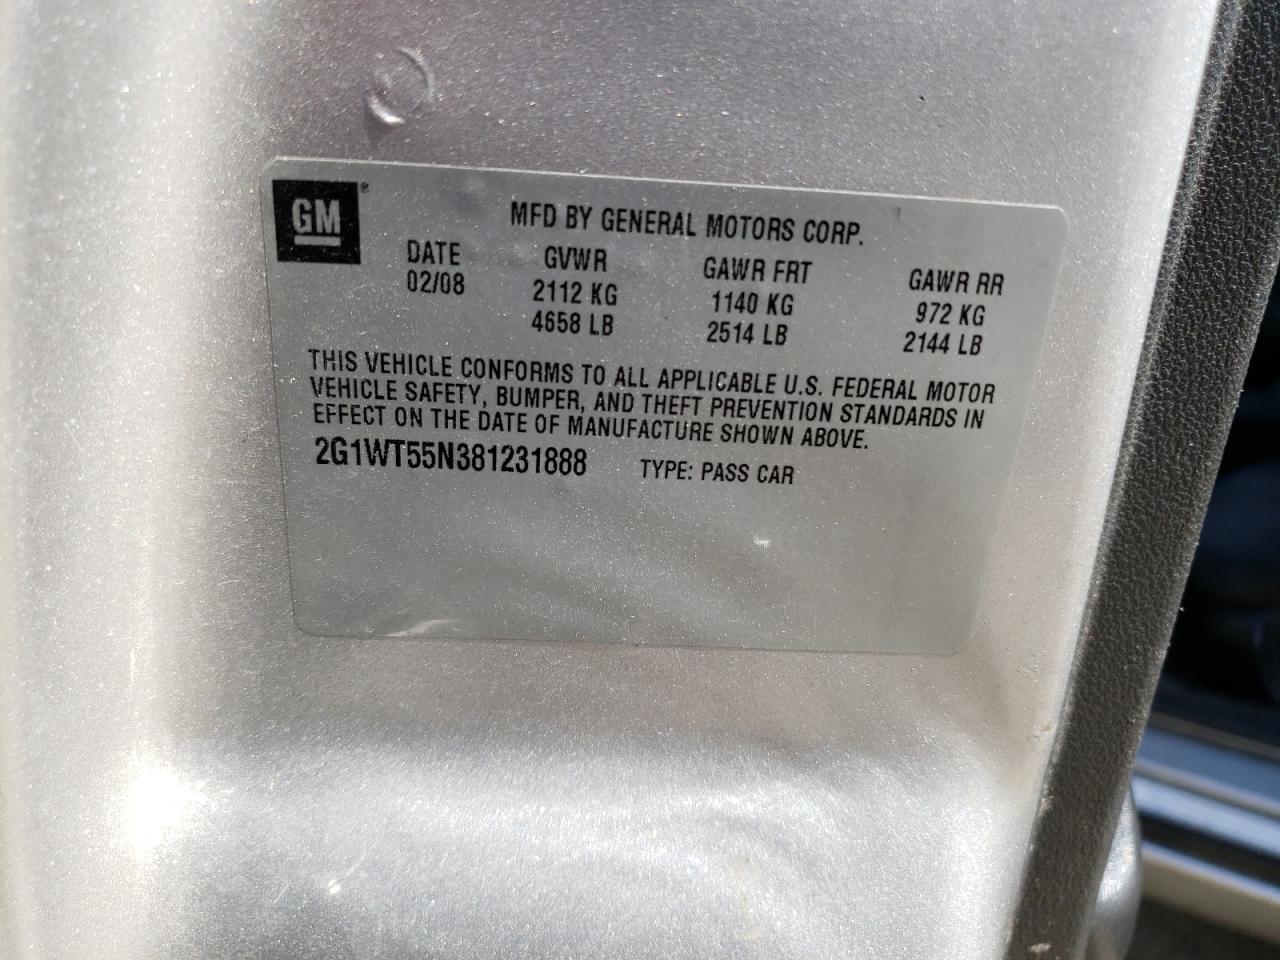 GM®
MFD BY GENERAL MOTORS CORP.
DATE GVWR GAWR FRT GAWR RR
02/08 2112 KG 1140 KG 972 KG
4658 LB 2514 LB 2144 LB
THIS VEHICLE CONFORMS TO ALL APPLICABLE U.S. FEDERAL MOTOR
VEHICLE SAFETY, BUMPER, AND THEFT PREVENTION STANDARDS IN
EFFECT ON THE DATE OF MANUFACTURE SHOWN ABOVE.
2G1WT55N381231888 TYPE: PASS CAR